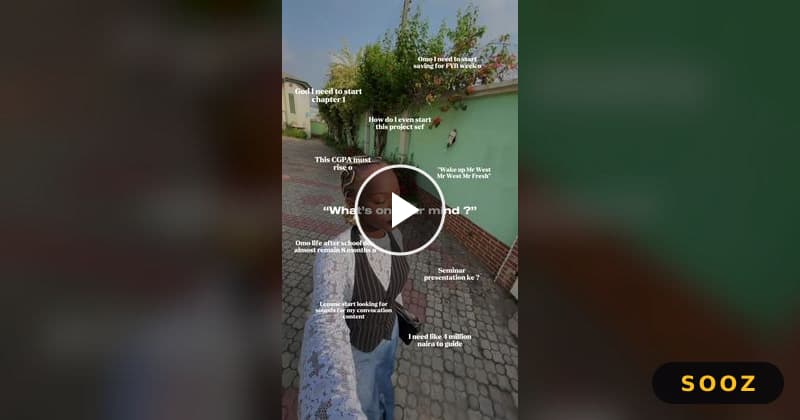 Omo I need to start
saving for FYB week o
God I need to start
chapter 1
How do I even start
this project sef
This CGPA must
rise o
"Wake up Mr West
Mr West Mr Fresh"
"What's on mind ?"
Omo life after school
almost remain 8 months o
Seminar
presentation ke ?
start looking for
sounds for my convocation
content
I need like 4 million
naira to guide
SOOZ